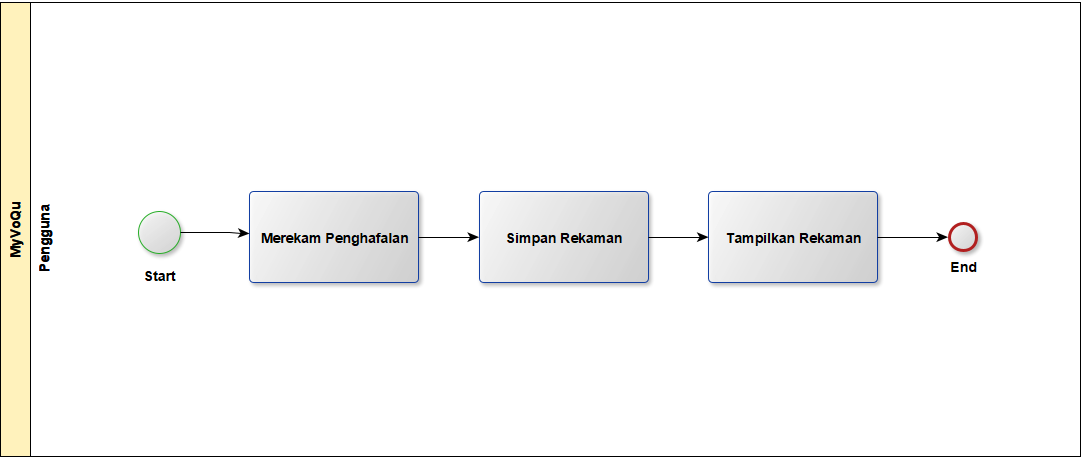 MyVoQu
Pengguna
Start
Merekam Penghafalan
Simpan Rekaman
Tampilkan Rekaman
End